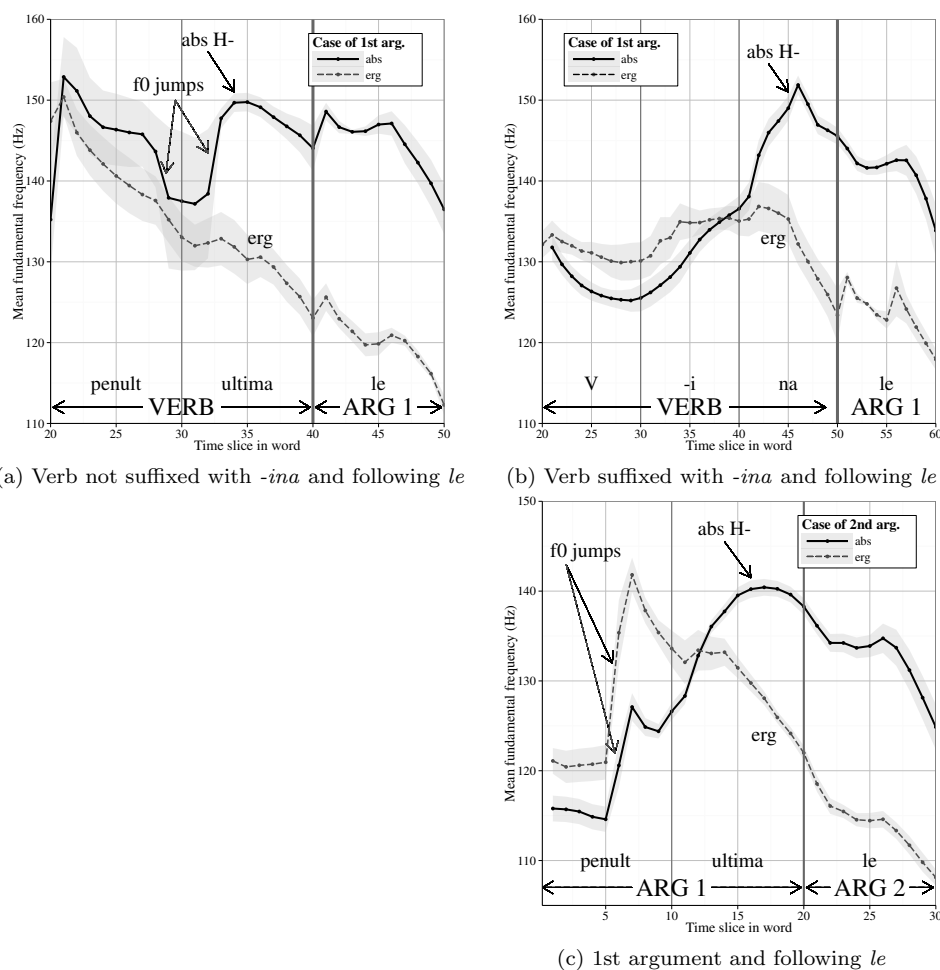 160
150
140
130
120
110
Mean fundamental frequency (Hz)
abs H-
f0 jumps
Case of 1st arg.
abs
erg
erg
penult
ultima
le
VERB
ARG 1
20
25
30
35
40
45
50
Time slice in word
(a) Verb not suffixed with -ina and following le
160
150
140
130
120
110
Mean fundamental frequency (Hz)
Case of 1st arg.
abs
erg
abs H-
erg
V
-i
na
le
VERB
ARG 1
20
25
30
35
40
45
50
55
60
Time slice in word
(b) Verb suffixed with -ina and following le
150
140
130
120
110
Mean fundamental frequency (Hz)
f0 jumps
abs H-
Case of 2nd arg.
abs
erg
erg
penult
ultima
le
ARG 1
ARG 2
5
10
15
20
25
30
Time slice in word
(c) 1st argument and following le